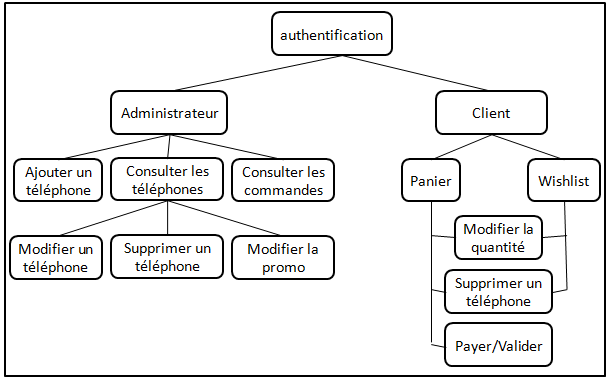 authentification
Administrateur
Client
Ajouter un
téléphone
Consulter les
téléphones
Consulter les
commandes
Panier
Wishlist
Modifier un
téléphone
Supprimer un
téléphone
Modifier la
promo
Modifier la
quantité
Supprimer un
téléphone
Payer/Valider